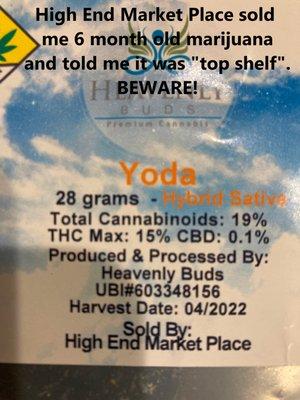 High End Market Place sold
me 6 month old marijuana
and told me it was "top shelf".
BEWARE!
HEAVENLY
BUDS
Premium Cannabis
Yoda
28 grams - Hybrid Sativa
Total Cannabinoids: 19%
THC Max: 15% CBD: 0.1%
Produced & Processed By:
Heavenly Buds
UBI#603348156
Harvest Date: 04/2022
Sold By:
High End Market Place